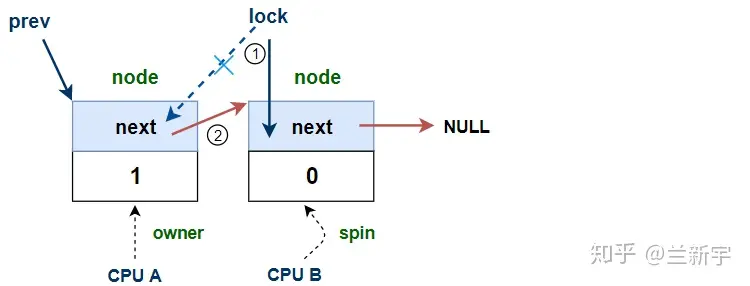 prev
lock
①
node
node
next
②
next
NULL
1
0
owner
spin
CPU A
CPU B
知乎 @兰新宇